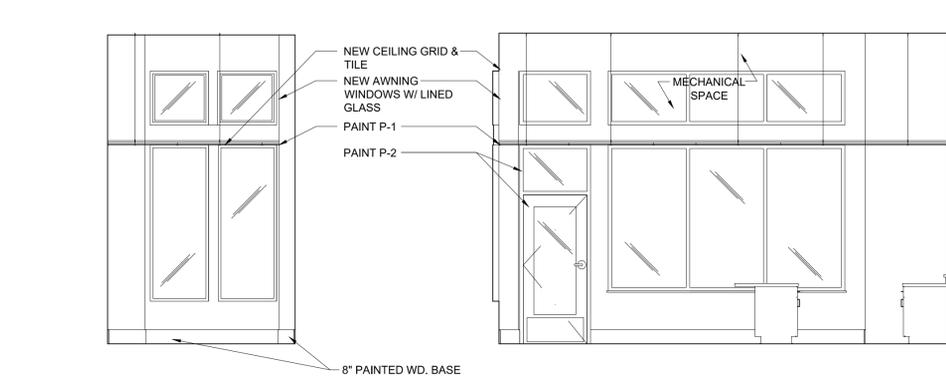 NEW CEILING GRID &
TILE
NEW AWNING
WINDOWS W/ LINED
GLASS
MECHANICAL
SPACE
PAINT P-1
PAINT P-2
8" PAINTED WD. BASE